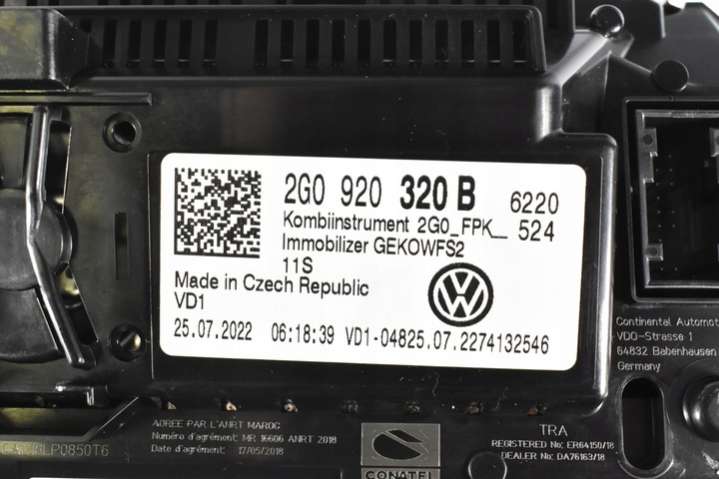 2G0 920 320 B 6220
Kombiinstrument 2G0_FPK__ 524
Immobilizer GEKOWFS2
11S
Made in Czech Republic
VD1
25.07.2022 06:18:39 VD1-04825.07.2274132546
Continental Automot
VDO-Strasse 1
64832 Babenhausen
Germany
AGREE PAR L'ANRT MAROC
Numéro d'agrément MR 16606 ANRT 2018
Date d'agrément 17/05/2018
CONATEL
TRA
REGISTERED No: ER64150/18
DEALER No: DA76163/18